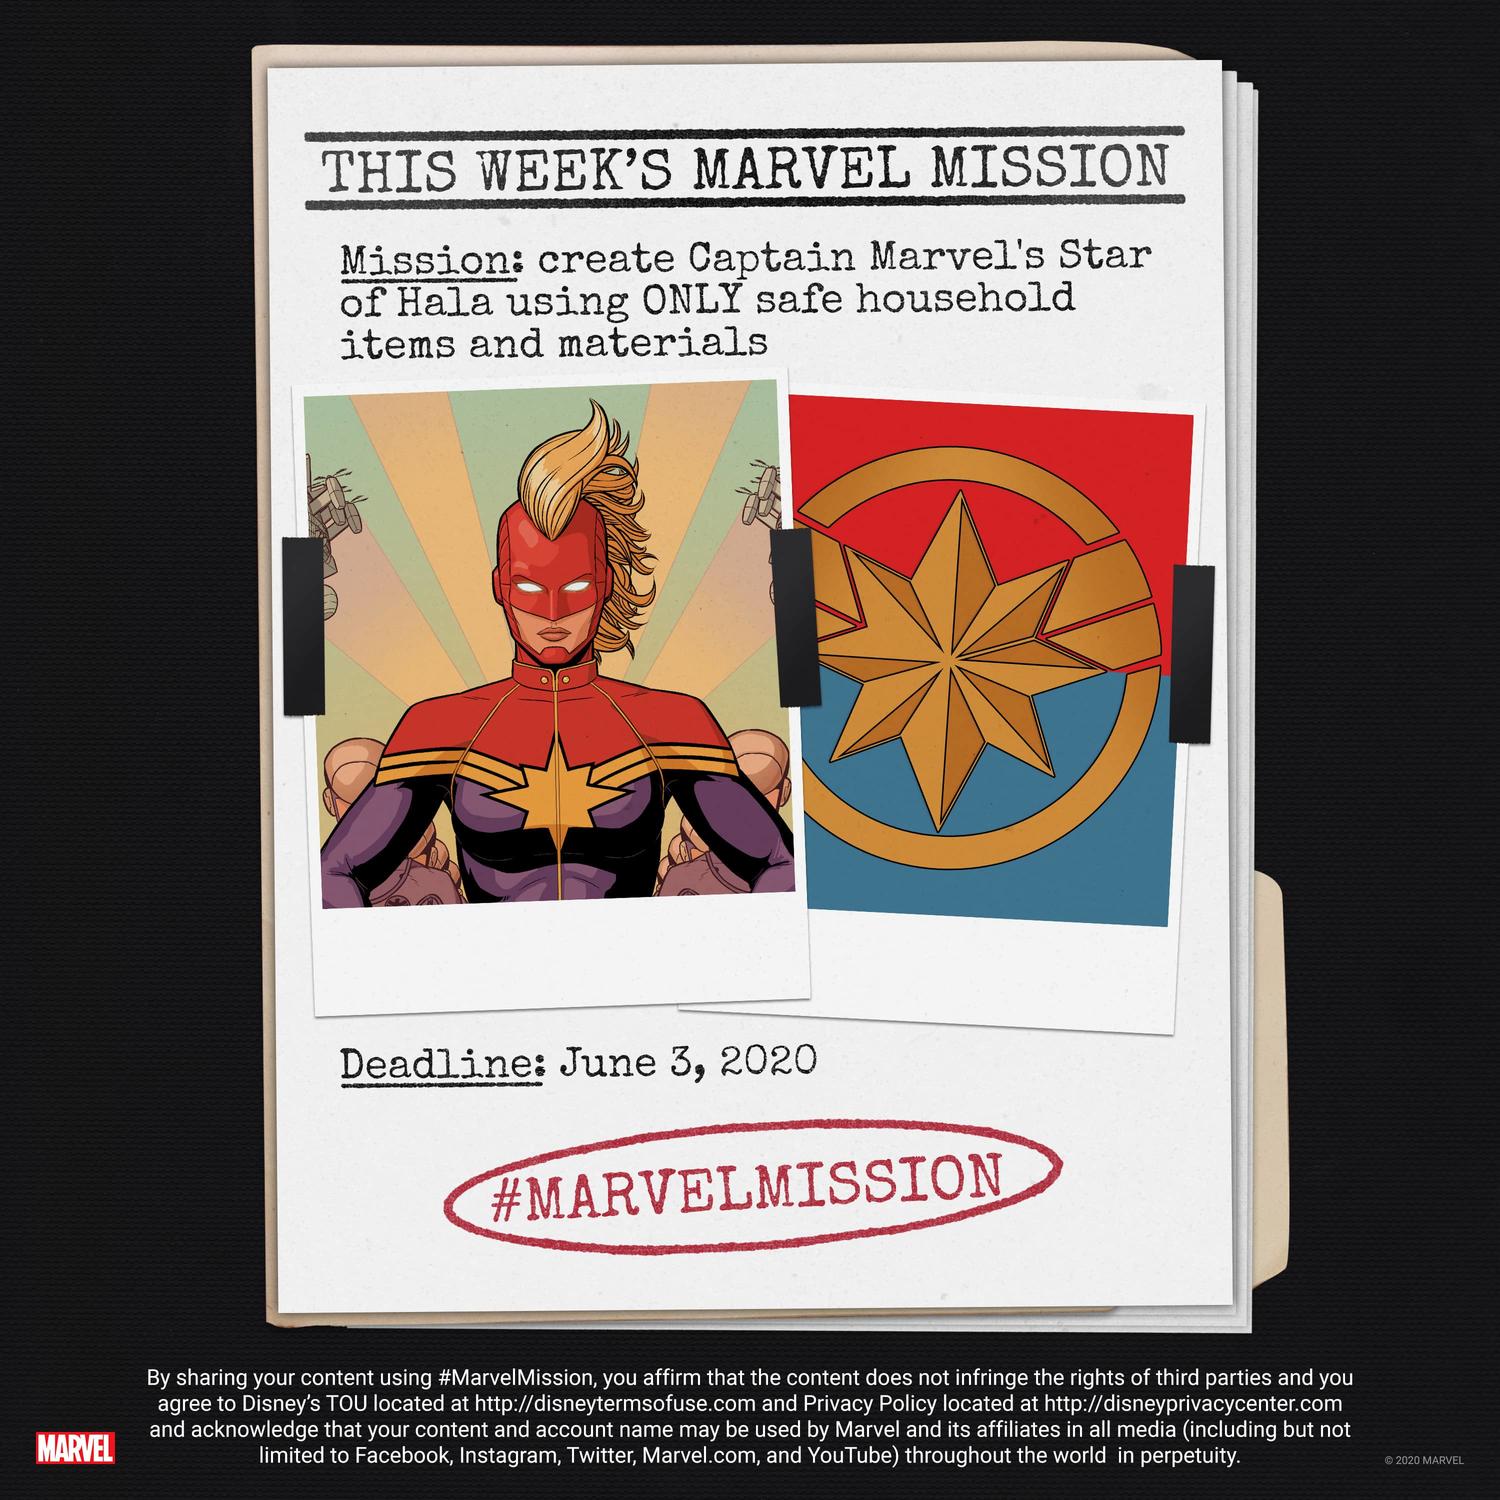 THIS WEEK'S MARVEL MISSION
Mission: create Captain Marvel's Star
of Hala using ONLY safe household
items and materials
Deadline: June 3, 2020
#MARVELMISSION
By sharing your content using #MarvelMission, you affirm that the content does not infringe the rights of third parties and you
agree to Disney’s TOU located at http://disneytermsofuse.com and Privacy Policy located at http://disneyprivacycenter.com
and acknowledge that your content and account name may be used by Marvel and its affiliates in all media (including but not
limited to Facebook, Instagram, Twitter, Marvel.com, and YouTube) throughout the world  in perpetuity.
MARVEL
© 2020 MARVEL